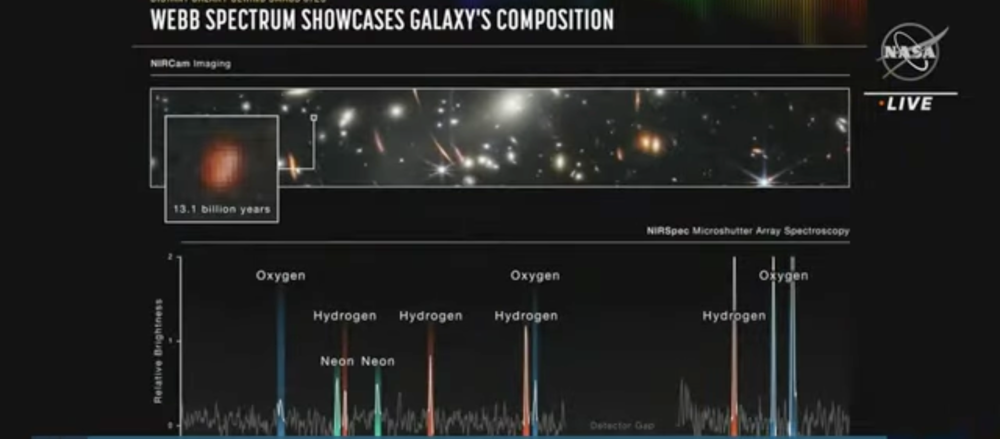 WEBB SPECTRUM SHOWCASES GALAXY'S COMPOSITION
NASA
LIVE
NIRCam Imaging
13.1 billion years
NIRSpec Microshutter Array Spectroscopy
2
Oxygen
Oxygen
Oxygen
Hydrogen
Hydrogen
Hydrogen
Hydrogen
1
Neon
Neon
Relative Brightness
0
Detector Gap